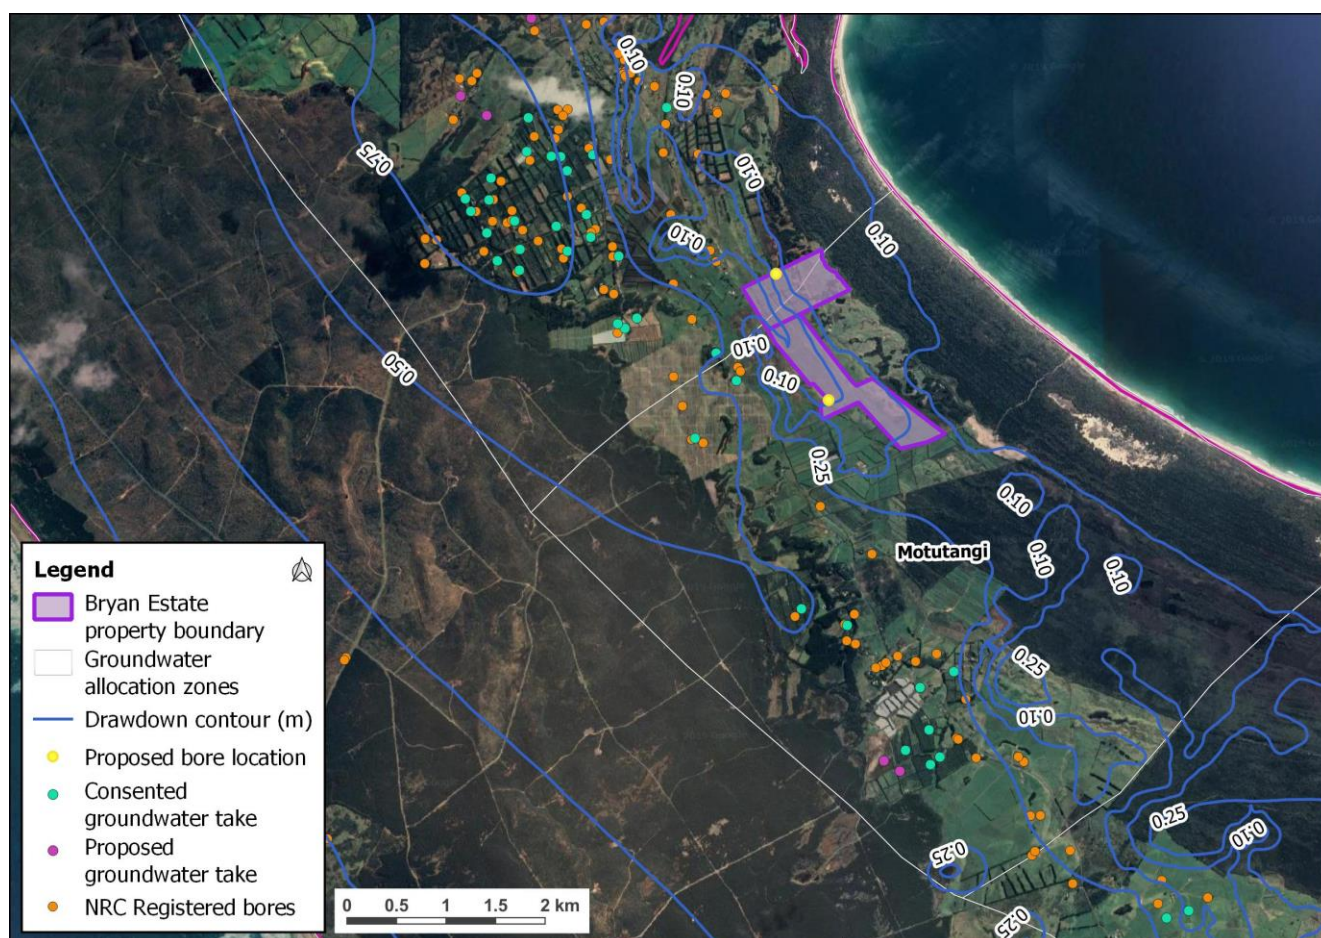 0.10
0.10
0.10
0.75
0.10
0.10
0.50
0.10
0.10
0.25
0.10
Motutangi
0.10
0.10
0.25
0.10
0.25
0.10
0.25
0.25
Legend
Bryan Estate
property boundary
Groundwater
allocation zones
Drawdown contour (m)
Proposed bore location
Consented
groundwater take
Proposed
groundwater take
NRC Registered bores
0 0.5 1 1.5 2 km